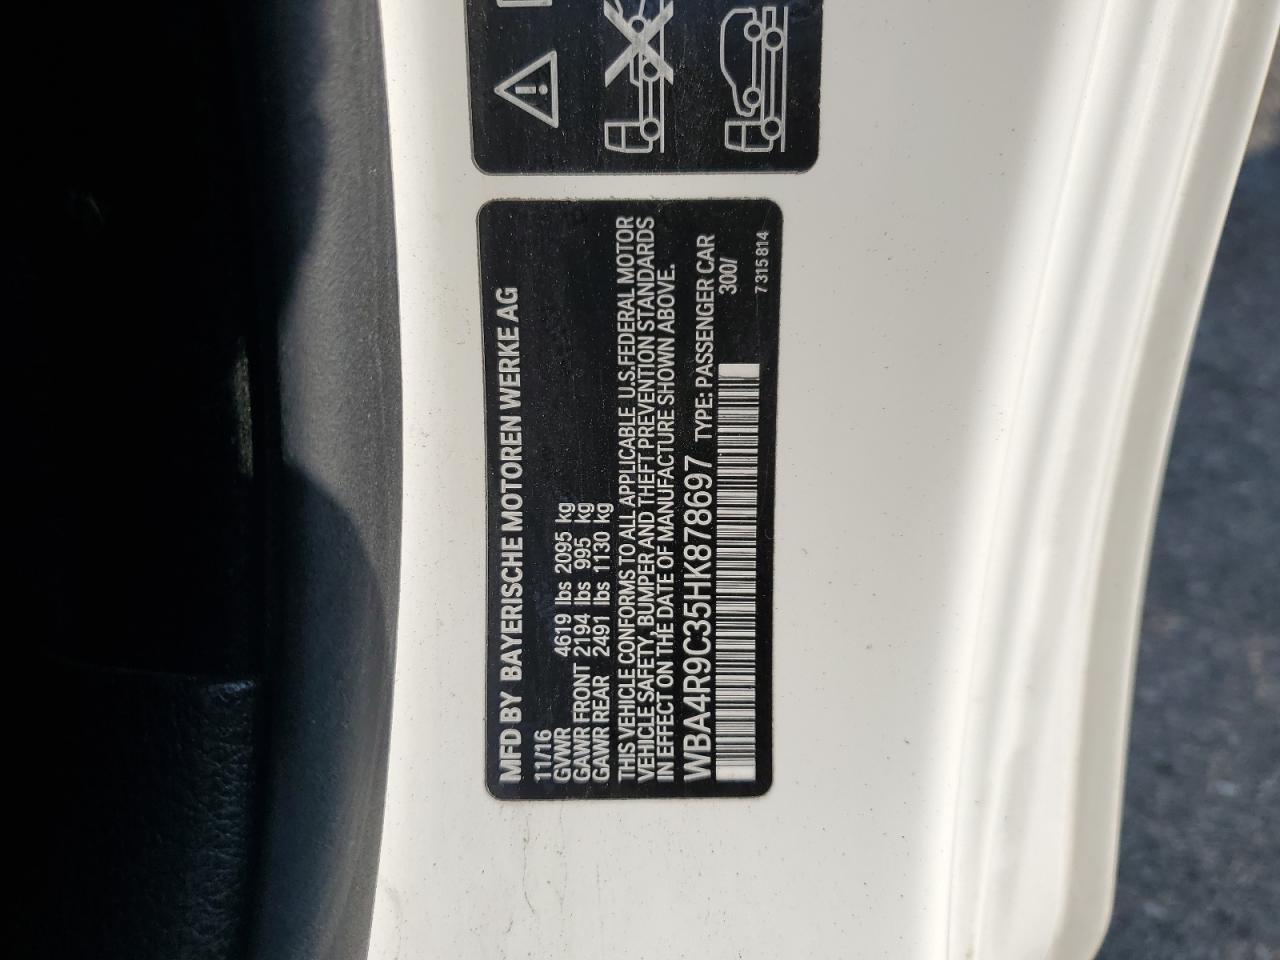 MFD BY BAYERISCHE MOTOREN WERKE AG
11/16
GVWR 4619 lbs 2095 kg
GAWR FRONT 2194 lbs 995 kg
GAWR REAR 2491 lbs 1130 kg
THIS VEHICLE CONFORMS TO ALL APPLICABLE U.S. FEDERAL MOTOR
VEHICLE SAFETY, BUMPER AND THEFT PREVENTION STANDARDS
IN EFFECT ON THE DATE OF MANUFACTURE SHOWN ABOVE.
WBA4R9C35HK878697 TYPE: PASSENGER CAR
300/
7 315 814